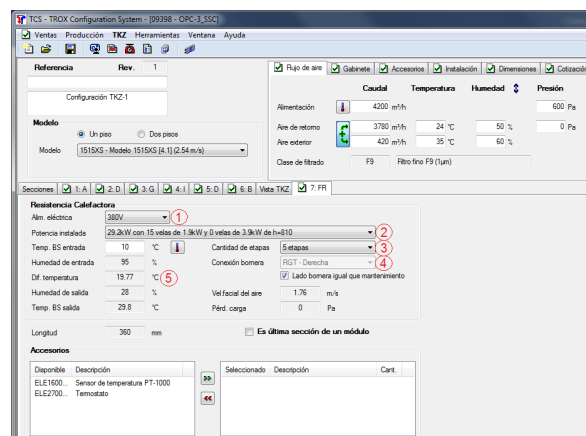 TCS - TROX Configuration System - [09398 - OPC-3_SSC]
Ventas Producción TKZ Herramientas Ventana Ayuda
Referencia Rev. 1
Configuración TKZ-1
Modelo
Un piso Dos pisos
Modelo 1515XS - Modelo 1515XS [4.1] (2.54 m/s)
Flujo de aire Gabinete Accesorios Instalación Dimensiones Cotización
Caudal Temperatura Humedad Presión
Alimentación 4200 m³/h 600 Pa
Aire de retorno 3780 m³/h 24 °C 50 % 0 Pa
Aire exterior 420 m³/h 35 °C 60 %
Clase de filtrado F9 Filtro fino F9 (1µm)
Secciones 1: A 2: D 3: G 4: I 5: D 6: B Vista TKZ 7: FR
Resistencia Calefactora
Alim. eléctrica 380V 1
Potencia instalada 29.2kW con 15 velas de 1.9kW y 0 velas de 3.9kW de h=810 2
Temp. BS entrada 10 °C Cantidad de etapas 5 etapas 3
Humedad de entrada 95 % Conexión bornera RGT - Derecha 4
Dif. temperatura 19.77 °C 5 Lado bornera igual que mantenimiento
Humedad de salida 28 % Vel.facial del aire 1.76 m/s
Temp. BS salida 29.8 °C Pérd. carga 0 Pa
Longitud 360 mm Es última sección de un módulo
Accesorios
Disponible Descripción Seleccionado Descripción Cant.
ELE1600... Sensor de temperatura PT-1000
ELE2700... Termostato